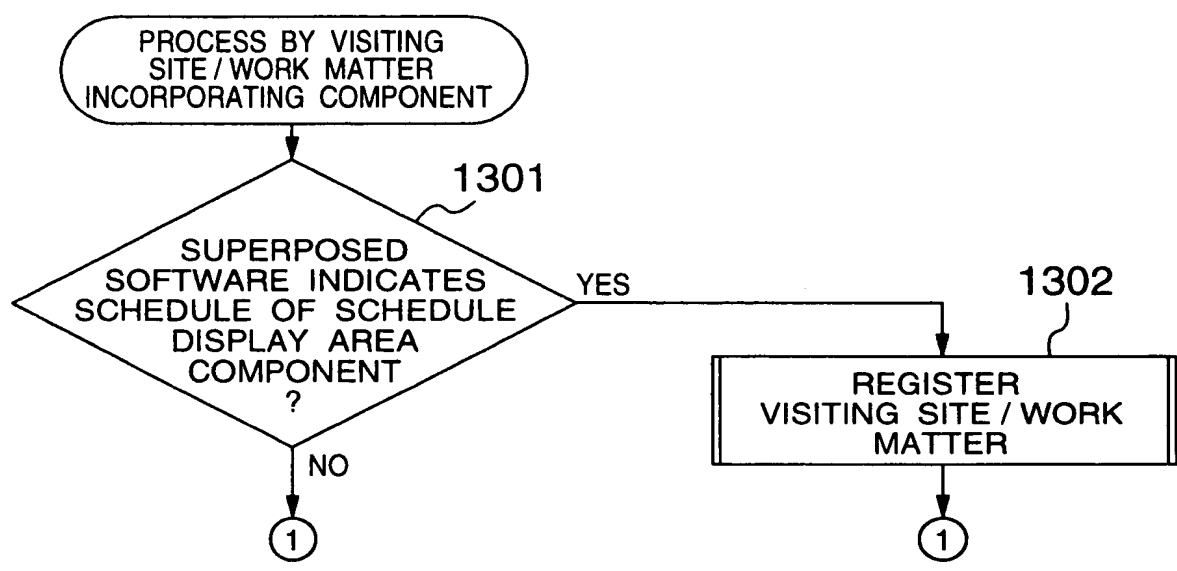 PROCESS BY VISITING
SITE / WORK MATTER
INCORPORATING COMPONENT
1301
SUPERPOSED
SOFTWARE INDICATES
SCHEDULE OF SCHEDULE
DISPLAY AREA
COMPONENT
?
YES
1302
REGISTER
VISITING SITE / WORK
MATTER
NO
1
1